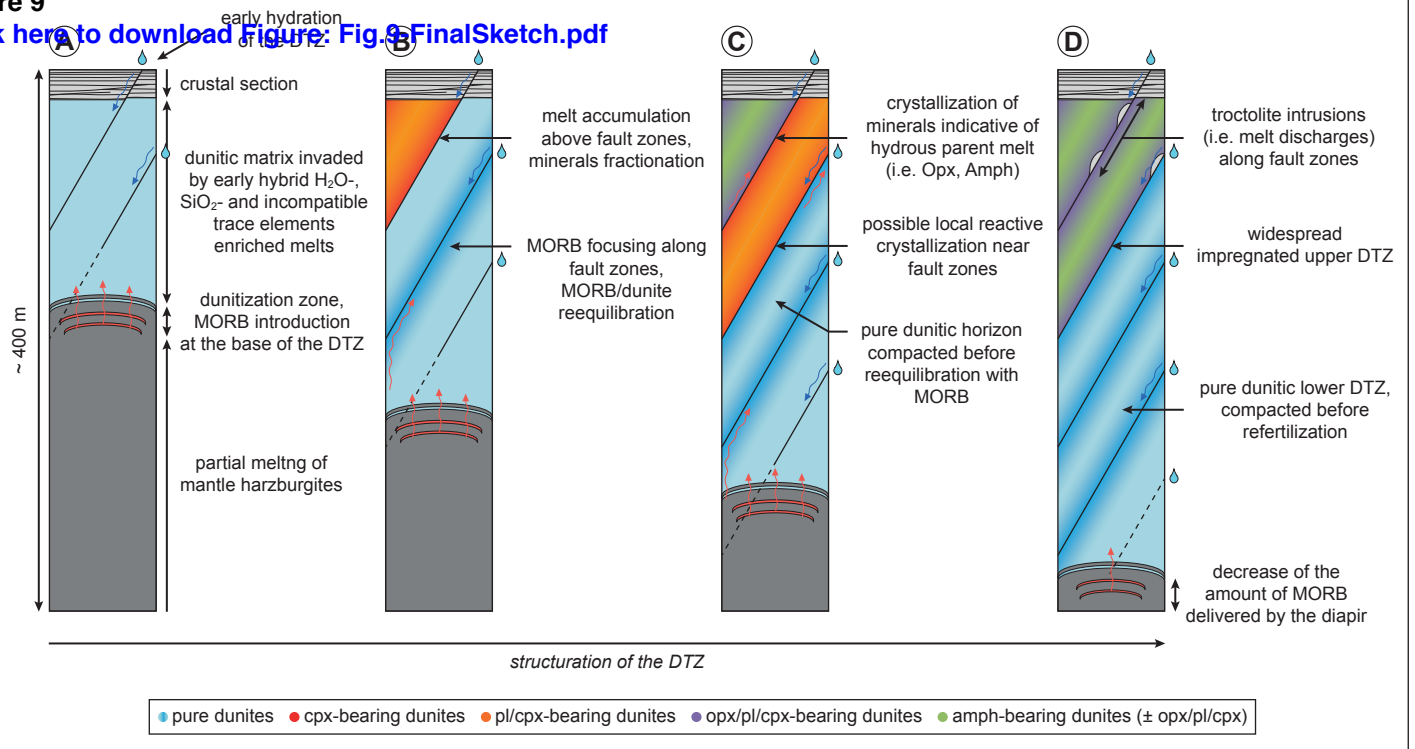 re 9
k here to download Figure: Fig.9.FinalSketch.pdf
early hydration
of the DTZ
A
B
C
D
~ 400 m
crustal section
dunitic matrix invaded
by early hybrid H₂O-,
SiO₂- and incompatible
trace elements
enriched melts
dunitization zone,
MORB introduction
at the base of the DTZ
partial meltng of
mantle harzburgites
melt accumulation
above fault zones,
minerals fractionation
MORB focusing along
fault zones,
MORB/dunite
reequilibration
crystallization of
minerals indicative of
hydrous parent melt
(i.e. Opx, Amph)
possible local reactive
crystallization near
fault zones
pure dunitic horizon
compacted before
reequilibration with
MORB
troctolite intrusions
(i.e. melt discharges)
along fault zones
widespread
impregnated upper DTZ
pure dunitic lower DTZ,
compacted before
refertilization
decrease of the
amount of MORB
delivered by the diapir
structuration of the DTZ
pure dunites cpx-bearing dunites pl/cpx-bearing dunites opx/pl/cpx-bearing dunites amph-bearing dunites (± opx/pl/cpx)